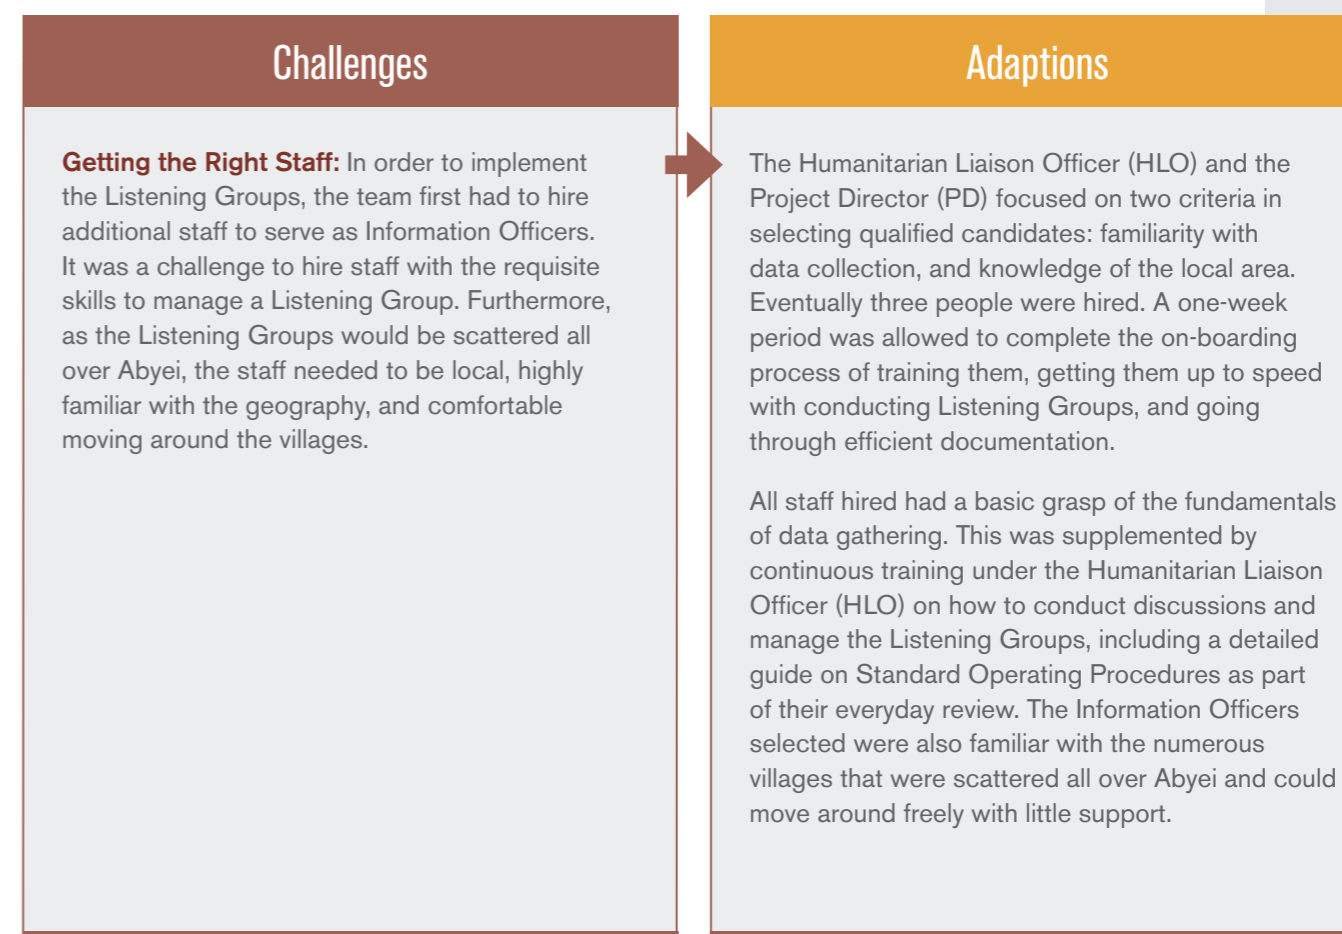 Challenges
Getting the Right Staff: In order to implement
the Listening Groups, the team first had to hire
additional staff to serve as Information Officers.
It was a challenge to hire staff with the requisite
skills to manage a Listening Group. Furthermore,
as the Listening Groups would be scattered all
over Abyei, the staff needed to be local, highly
familiar with the geography, and comfortable
moving around the villages.
Adaptions
The Humanitarian Liaison Officer (HLO) and the
Project Director (PD) focused on two criteria in
selecting qualified candidates: familiarity with
data collection, and knowledge of the local area.
Eventually three people were hired. A one-week
period was allowed to complete the on-boarding
process of training them, getting them up to speed
with conducting Listening Groups, and going
through efficient documentation.
All staff hired had a basic grasp of the fundamentals
of data gathering. This was supplemented by
continuous training under the Humanitarian Liaison
Officer (HLO) on how to conduct discussions and
manage the Listening Groups, including a detailed
guide on Standard Operating Procedures as part
of their everyday review. The Information Officers
selected were also familiar with the numerous
villages that were scattered all over Abyei and could
move around freely with little support.